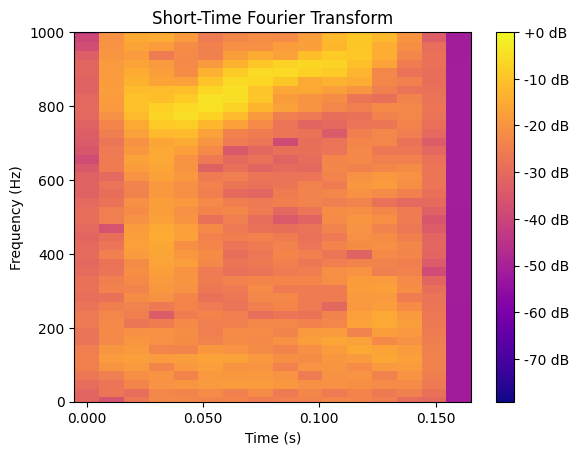 Short-Time Fourier Transform
1000
800
600
400
200
0
Frequency (Hz)
0.000
0.050
0.100
0.150
Time (s)
+0 dB
-10 dB
-20 dB
-30 dB
-40 dB
-50 dB
-60 dB
-70 dB